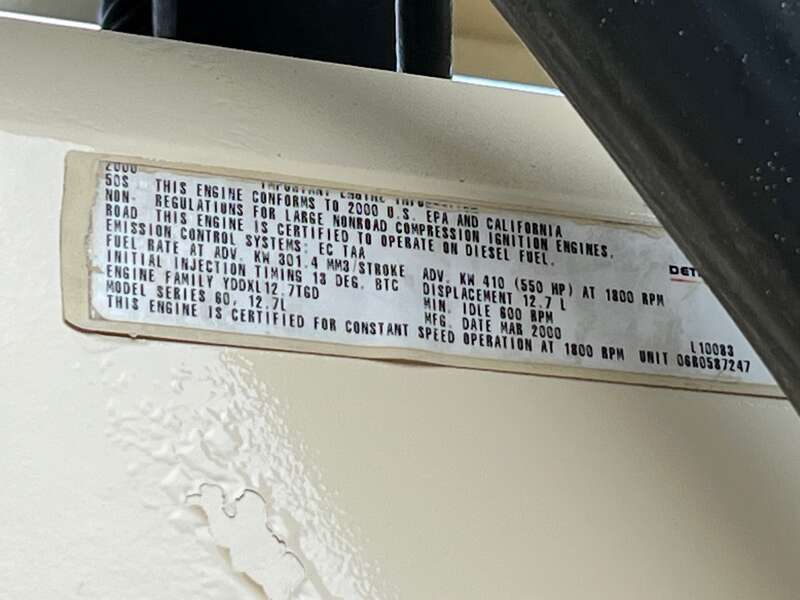 2000 IMPORTANT ENGINE
50S THIS ENGINE CONFORMS TO 2000 U.S. EPA AND CALIFORNIA
NON- REGULATIONS FOR LARGE NONROAD COMPRESSION IGNITION ENGINES.
ROAD THIS ENGINE IS CERTIFIED TO OPERATE ON DIESEL FUEL.
EMISSION CONTROL SYSTEMS: EC TAA
FUEL RATE AT ADV. KW 301.4 MM3/STROKE ADV. KW 410 (550 HP) AT 1800 RPM
INITIAL INJECTION TIMING 13 DEG. BTC DISPLACEMENT 12.7 L
ENGINE FAMILY YDDXL12.7TGD MIN. IDLE 600 RPM
MODEL SERIES 60, 12.7L MFG. DATE MAR 2000 L10083
THIS ENGINE IS CERTIFIED FOR CONSTANT SPEED OPERATION AT 1800 RPM UNIT 06R0587247
DET